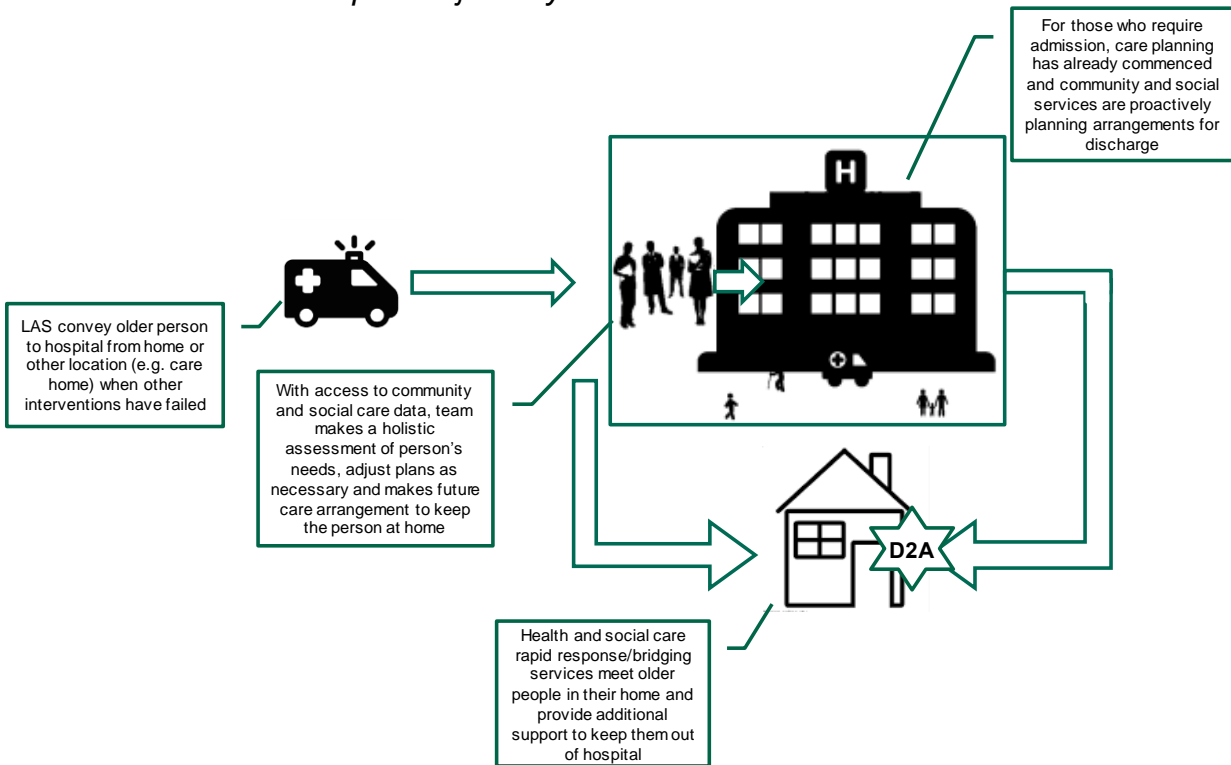 For those who require
admission, care planning
has already commenced
and community and social
services are proactively
planning arrangements for
discharge
H
LAS convey older person
to hospital from home or
other location (e.g. care
home) when other
interventions have failed
With access to community
and social care data, team
makes a holistic
assessment of person's
needs, adjust plans as
necessary and makes future
care arrangement to keep
the person at home
D2A
Health and social care
rapid response/bridging
services meet older
people in their home and
provide additional
support to keep them out
of hospital